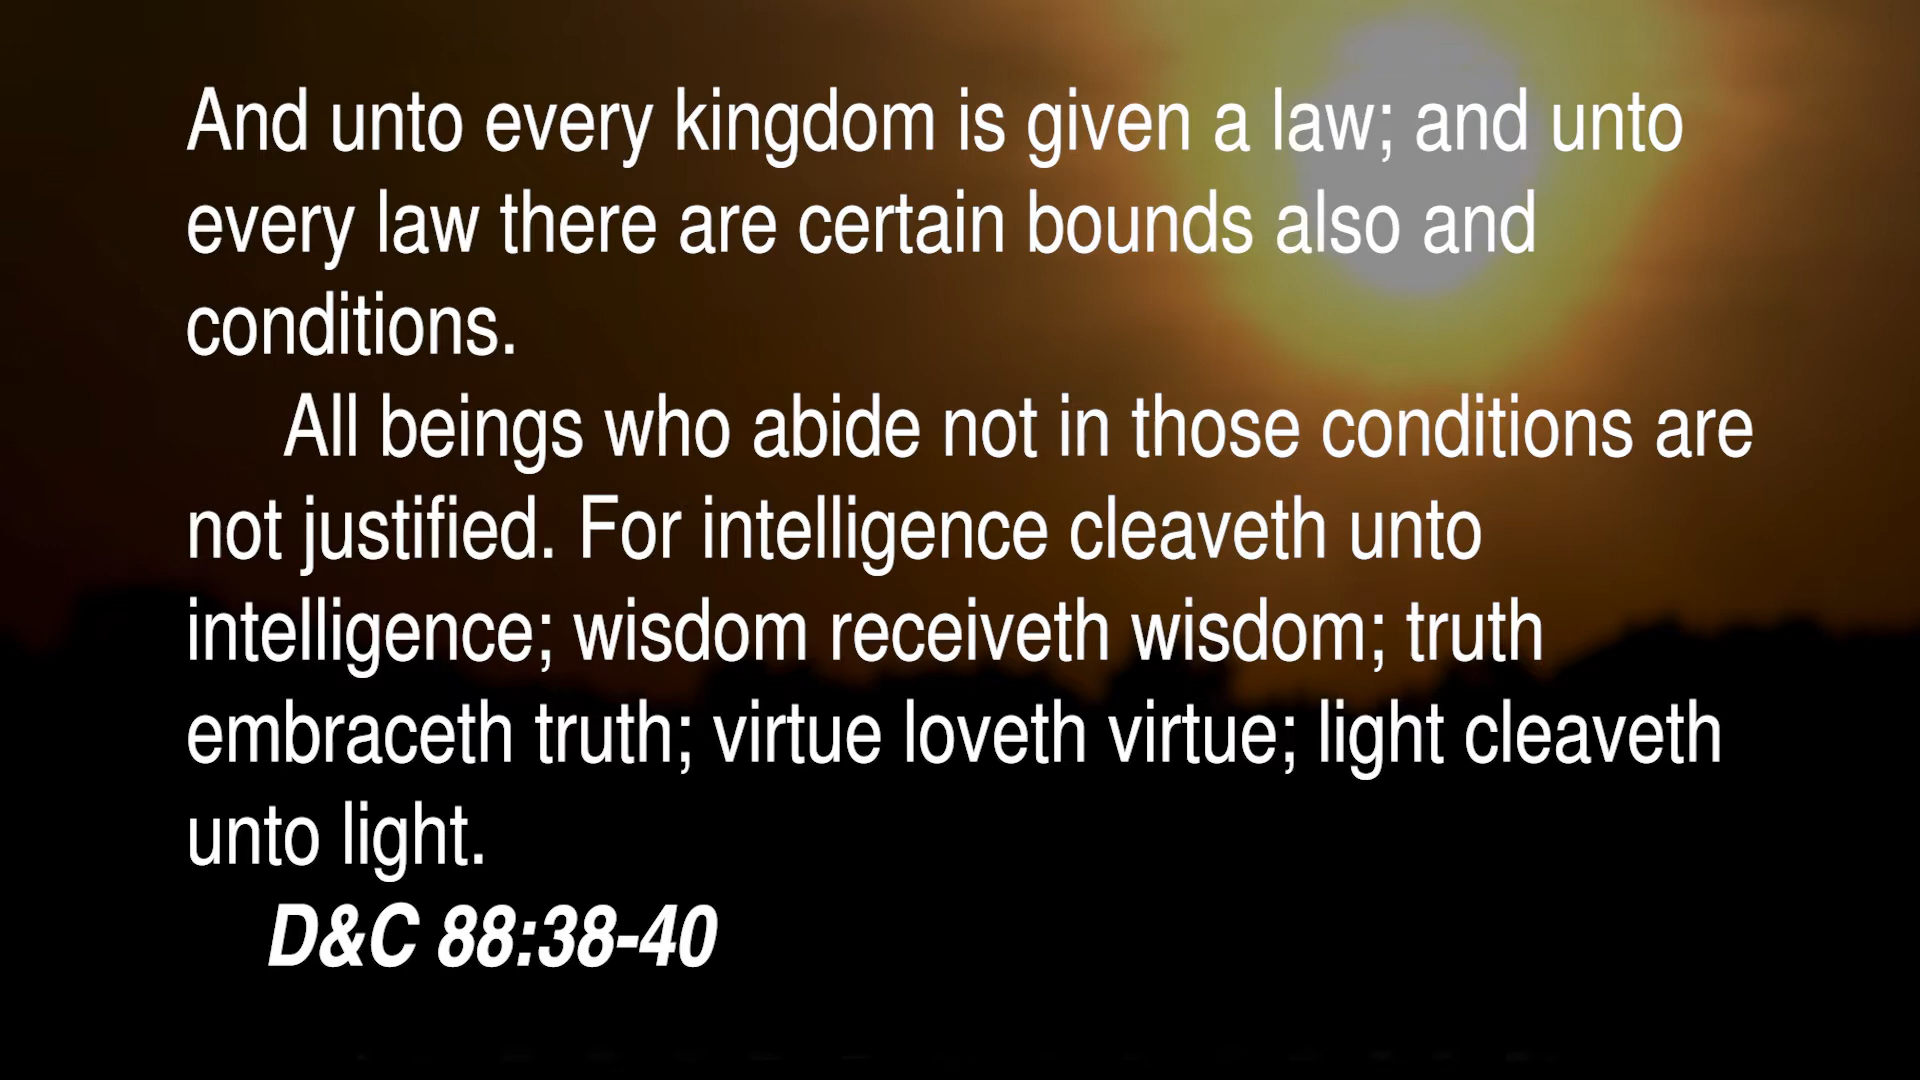 And unto every kingdom is given a law; and unto
every law there are certain bounds also and
conditions.
All beings who abide not in those conditions are
not justified. For intelligence cleaveth unto
intelligence; wisdom receiveth wisdom; truth
embraceth truth; virtue loveth virtue; light cleaveth
unto light.
D&C 88:38-40